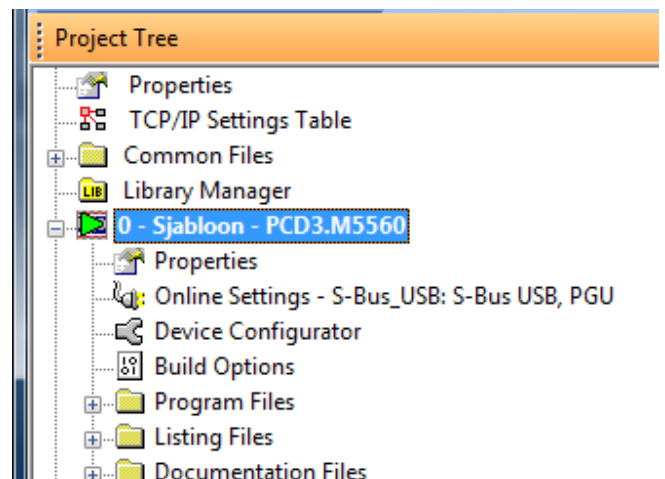 Project Tree
Properties
TCP/IP Settings Table
Common Files
LIB Library Manager
0 - Sjabloon - PCD3.M5560
Properties
Online Settings - S-Bus_USB: S-Bus USB, PGU
Device Configurator
Build Options
Program Files
Listing Files
Documentation Files